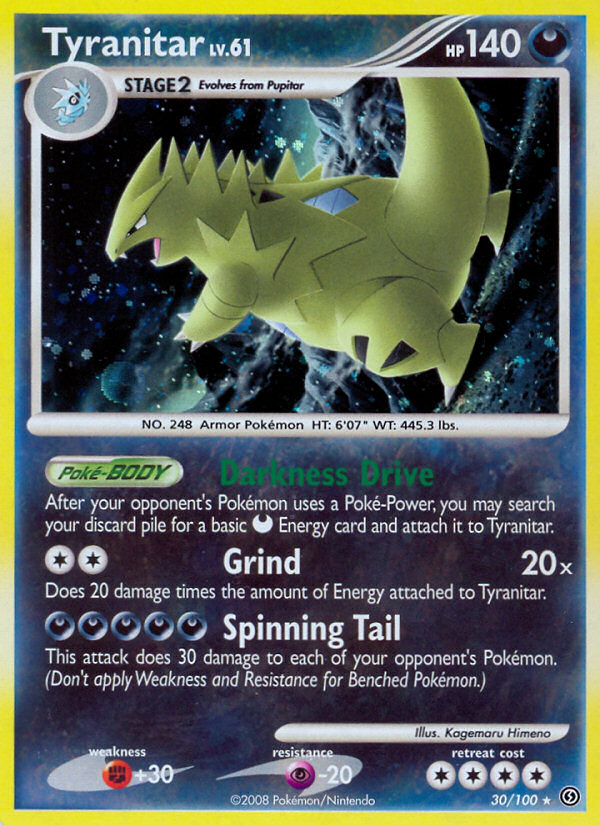 Tyranitar LV.61 HP 140
STAGE2 Evolves from Pupitar
NO. 248 Armor Pokémon HT: 6'07" WT: 445.3 lbs.
Poké-BODY Darkness Drive
After your opponent's Pokémon uses a Poké-Power, you may search
your discard pile for a basic Energy card and attach it to Tyranitar.
Grind 20x
Does 20 damage times the amount of Energy attached to Tyranitar.
Spinning Tail
This attack does 30 damage to each of your opponent's Pokémon.
(Don't apply Weakness and Resistance for Benched Pokémon.)
Illus. Kagemaru Himeno
weakness resistance retreat cost
+30 -20
©2008 Pokémon/Nintendo 30/100 ★